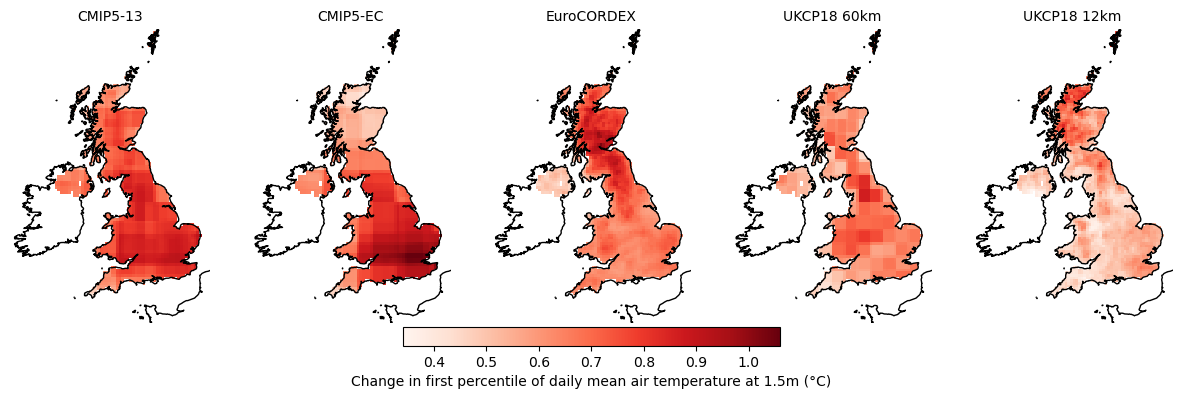 CMIP5-13 CMIP5-EC EuroCORDEX UKCP18 60km UKCP18 12km
0.4 0.5 0.6 0.7 0.8 0.9 1.0
Change in first percentile of daily mean air temperature at 1.5m (°C)